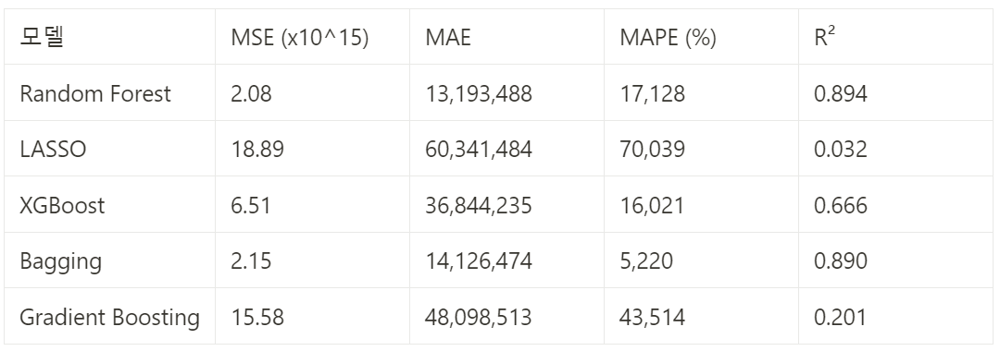 모델 MSE (x10^15) MAE MAPE (%) R²
Random Forest 2.08 13,193,488 17,128 0.894
LASSO 18.89 60,341,484 70,039 0.032
XGBoost 6.51 36,844,235 16,021 0.666
Bagging 2.15 14,126,474 5,220 0.890
Gradient Boosting 15.58 48,098,513 43,514 0.201